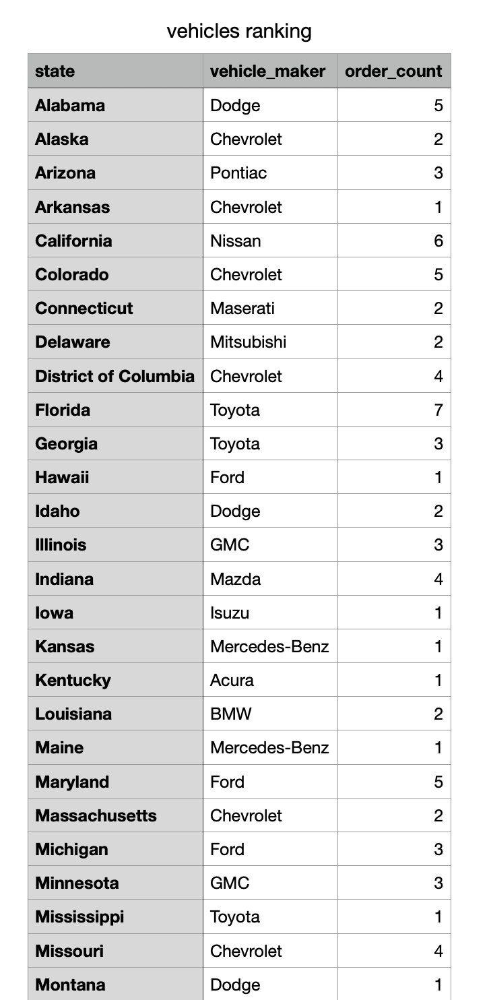 vehicles ranking
state vehicle_maker order_count
Alabama Dodge 5
Alaska Chevrolet 2
Arizona Pontiac 3
Arkansas Chevrolet 1
California Nissan 6
Colorado Chevrolet 5
Connecticut Maserati 2
Delaware Mitsubishi 2
District of Columbia Chevrolet 4
Florida Toyota 7
Georgia Toyota 3
Hawaii Ford 1
Idaho Dodge 2
Illinois GMC 3
Indiana Mazda 4
Iowa Isuzu 1
Kansas Mercedes-Benz 1
Kentucky Acura 1
Louisiana BMW 2
Maine Mercedes-Benz 1
Maryland Ford 5
Massachusetts Chevrolet 2
Michigan Ford 3
Minnesota GMC 3
Mississippi Toyota 1
Missouri Chevrolet 4
Montana Dodge 1